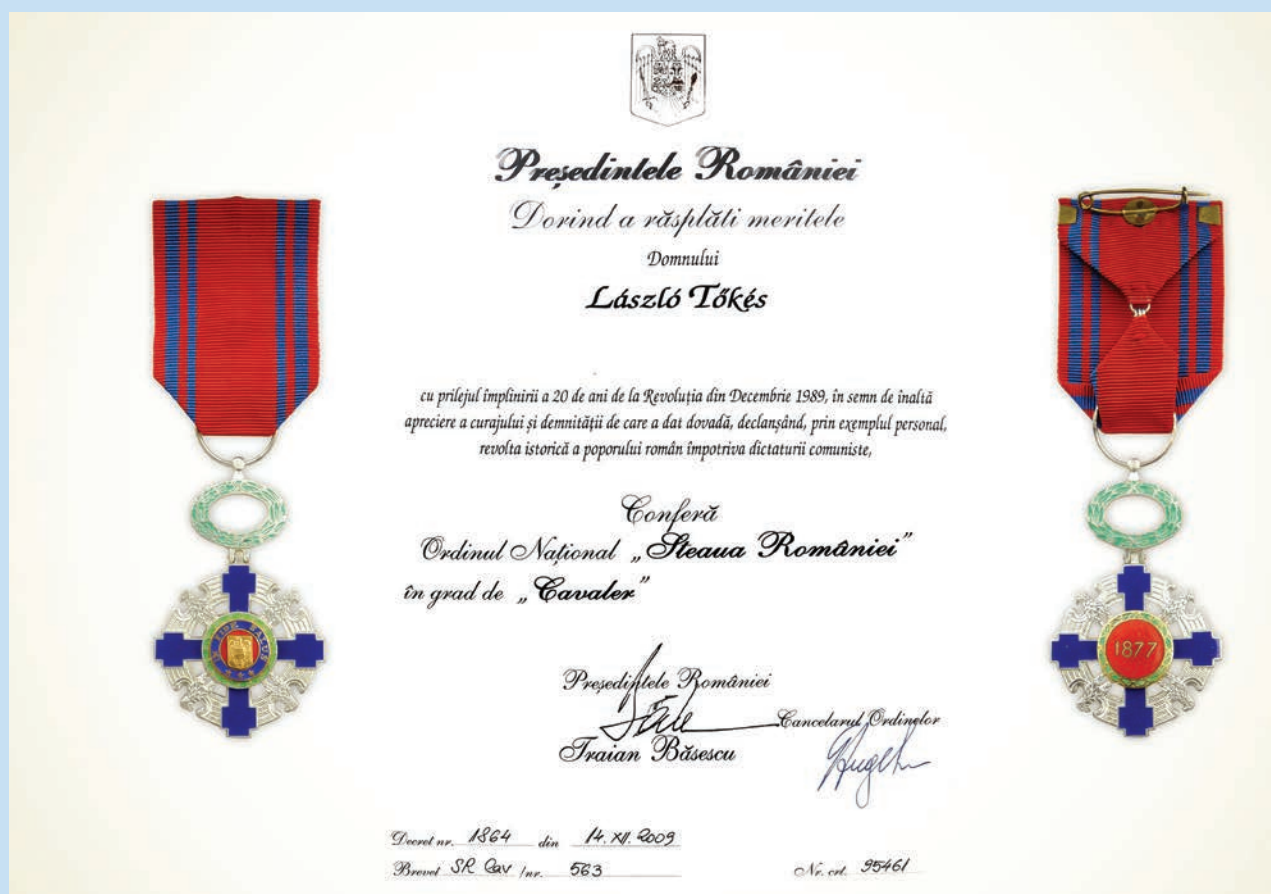 Președintele României
Dorind a răsplăti meritele
Domnului
László Tőkés
cu prilejul împlinirii a 20 de ani de la Revoluția din Decembrie 1989, în semn de înaltă
apreciere a curajului și demnității de care a dat dovadă, declanșând, prin exemplul personal,
revolta istorică a poporului român împotriva dictaturii comuniste,
Conferă
Ordinul Național „Steaua României”
în grad de „Cavaler”
Președintele României
Cancelarul Ordinelor
Traian Băsescu
Decret nr. 1864 din 14.XII.2009
Brevet SR Cav /nr. 563 Nr. crt. 95461
IN FIDE SALUS
1877